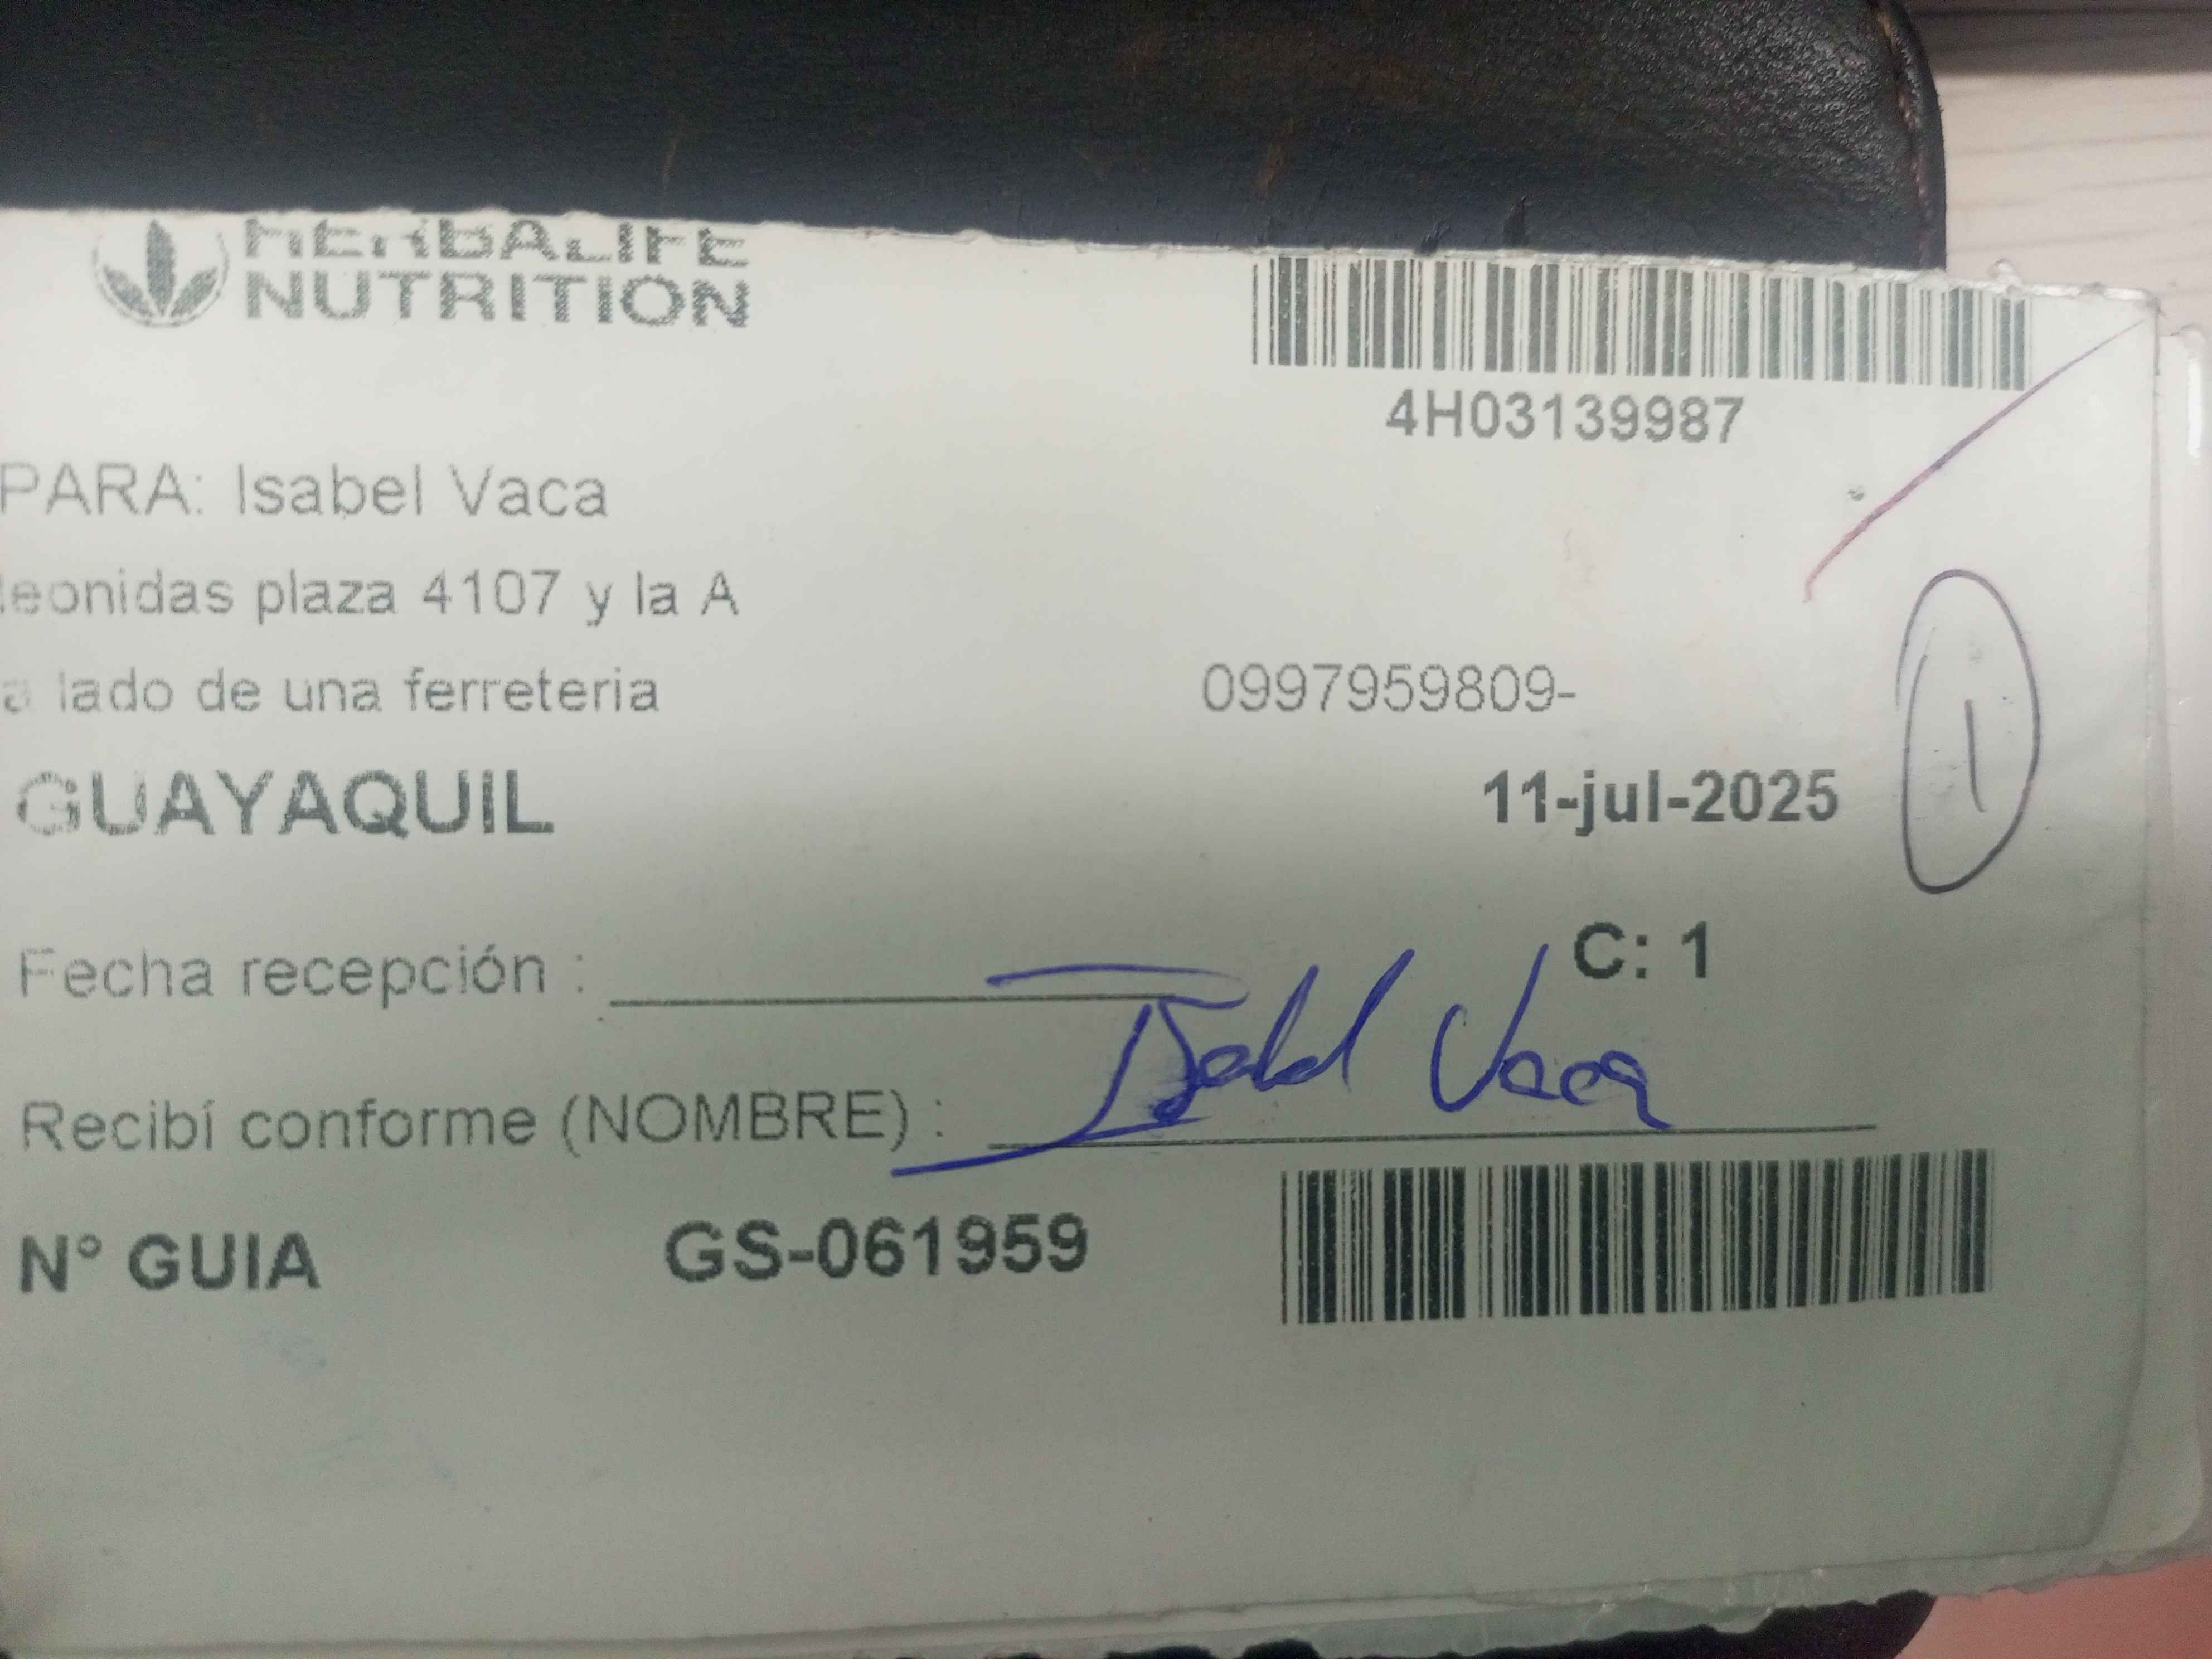 HERBALIFE
NUTRITION
4H03139987
PARA: Isabel Vaca
leonidas plaza 4107 y la A
a lado de una ferreteria
0997959809-
GUAYAQUIL
11-jul-2025
1
C: 1
Fecha recepción :
Recibí conforme (NOMBRE) : Isabel Vaca
N° GUIA GS-061959